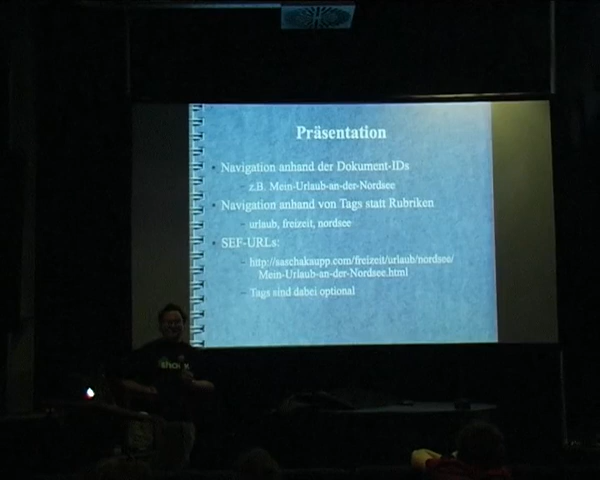 Präsentation
• Navigation anhand der Dokument-IDs
– z.B. Mein-Urlaub-an-der-Nordsee
• Navigation anhand von Tags statt Rubriken
– urlaub, freizeit, nordsee
• SEF-URLs:
– http://saschakaupp.com/freizeit/urlaub/nordsee/
Mein-Urlaub-an-der-Nordsee.html
– Tags sind dabei optional